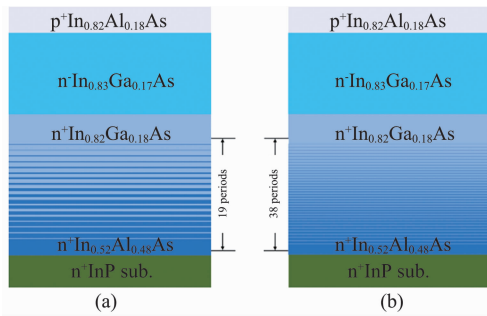 p⁺In₀.₈₂Al₀.₁₈As
n⁻In₀.₈₃Ga₀.₁₇As
n⁺In₀.₈₂Ga₀.₁₈As
19 periods
n⁺In₀.₅₂Al₀.₄₈As
n⁺InP sub.
(a)
p⁺In₀.₈₂Al₀.₁₈As
n⁻In₀.₈₃Ga₀.₁₇As
n⁺In₀.₈₂Ga₀.₁₈As
38 periods
n⁺In₀.₅₂Al₀.₄₈As
n⁺InP sub.
(b)